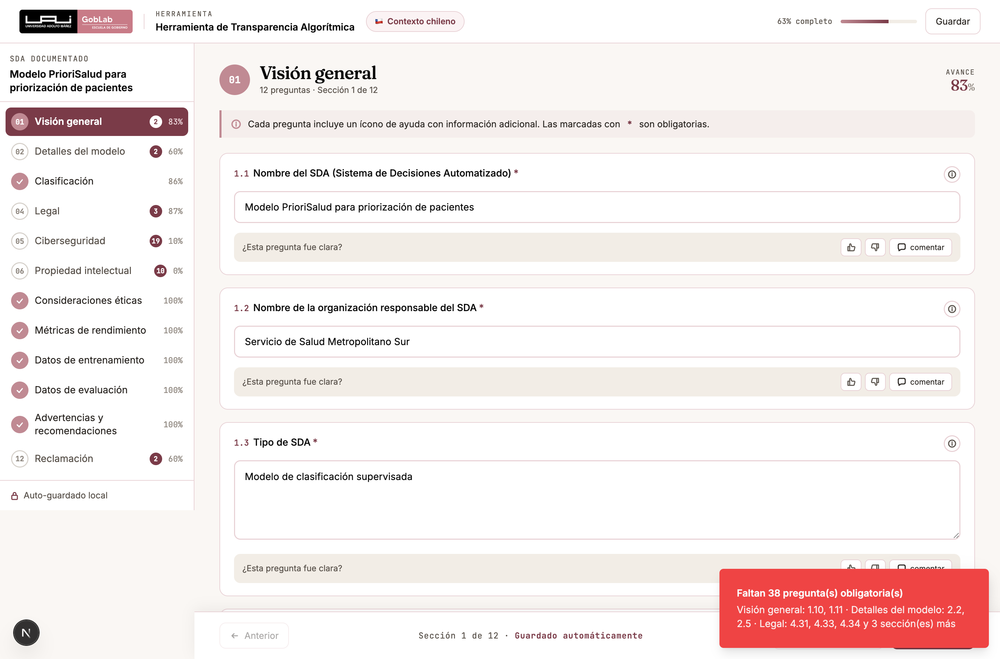 UAi
UNIVERSIDAD ADOLFO IBÁÑEZ
GobLab
ESCUELA DE GOBIERNO
HERRAMIENTA
Herramienta de Transparencia Algorítmica
Contexto chileno
63% completo
Guardar
SDA DOCUMENTADO
Modelo PrioriSalud para
priorización de pacientes
01 Visión general 2 83%
02 Detalles del modelo 2 60%
Clasificación 86%
04 Legal 3 87%
05 Ciberseguridad 19 10%
06 Propiedad intelectual 10 0%
Consideraciones éticas 100%
Métricas de rendimiento 100%
Datos de entrenamiento 100%
Datos de evaluación 100%
Advertencias y
recomendaciones 100%
12 Reclamación 2 60%
Auto-guardado local
N
01
Visión general
12 preguntas · Sección 1 de 12
AVANCE
83%
Cada pregunta incluye un ícono de ayuda con información adicional. Las marcadas con * son obligatorias.
1.1 Nombre del SDA (Sistema de Decisiones Automatizado) *
Modelo PrioriSalud para priorización de pacientes
¿Esta pregunta fue clara? comentar
1.2 Nombre de la organización responsable del SDA *
Servicio de Salud Metropolitano Sur
¿Esta pregunta fue clara? comentar
1.3 Tipo de SDA *
Modelo de clasificación supervisada
¿Esta pregunta fue clara? comentar
← Anterior
Sección 1 de 12 · Guardado automáticamente
Faltan 38 pregunta(s) obligatoria(s)
Visión general: 1.10, 1.11 · Detalles del modelo: 2.2,
2.5 · Legal: 4.31, 4.33, 4.34 y 3 sección(es) más